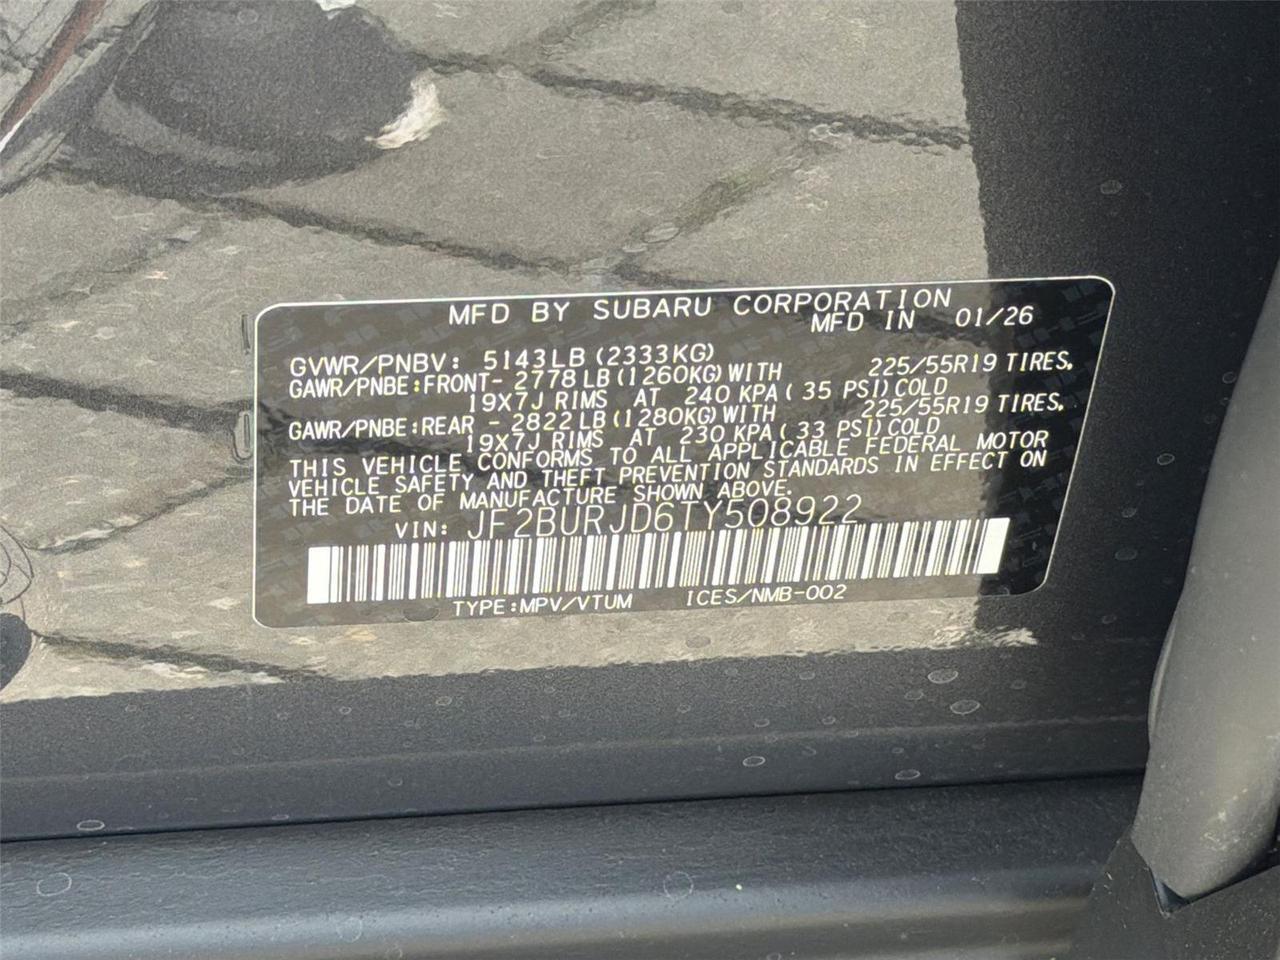 MFD BY SUBARU CORPORATION
MFD IN 01/26
GVWR/PNBV: 5143LB(2333KG)
GAWR/PNBE:FRONT- 2778LB(1260KG)WITH 225/55R19 TIRES,
19X7J RIMS AT 240 KPA( 35 PSI)COLD
GAWR/PNBE:REAR - 2822LB(1280KG)WITH 225/55R19 TIRES,
19X7J RIMS AT 230 KPA( 33 PSI)COLD
THIS VEHICLE CONFORMS TO ALL APPLICABLE FEDERAL MOTOR
VEHICLE SAFETY AND THEFT PREVENTION STANDARDS IN EFFECT ON
THE DATE OF MANUFACTURE SHOWN ABOVE.
VIN: JF2BURJD6TY508922
TYPE:MPV/VTUM ICES/NMB-002